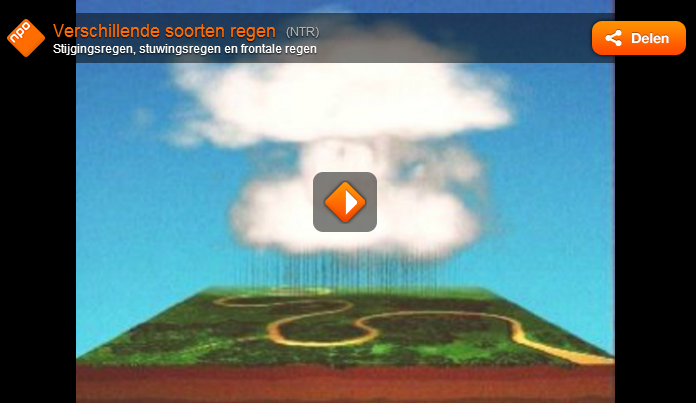 npo
Verschillende soorten regen (NTR)
Stijgingsregen, stuwingsregen en frontale regen
Delen